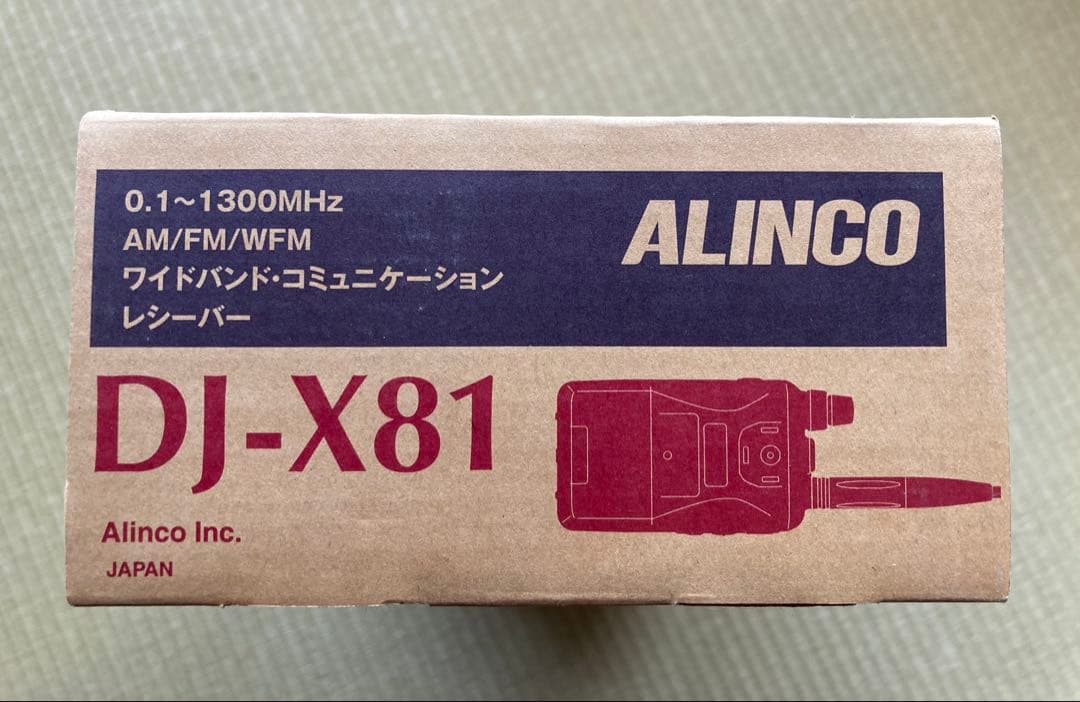 0.1～1300MHz
AM/FM/WFM
ワイドバンド・コミュニケーション
レシーバー
ALINCO
DJ-X81
Alinco Inc.
JAPAN